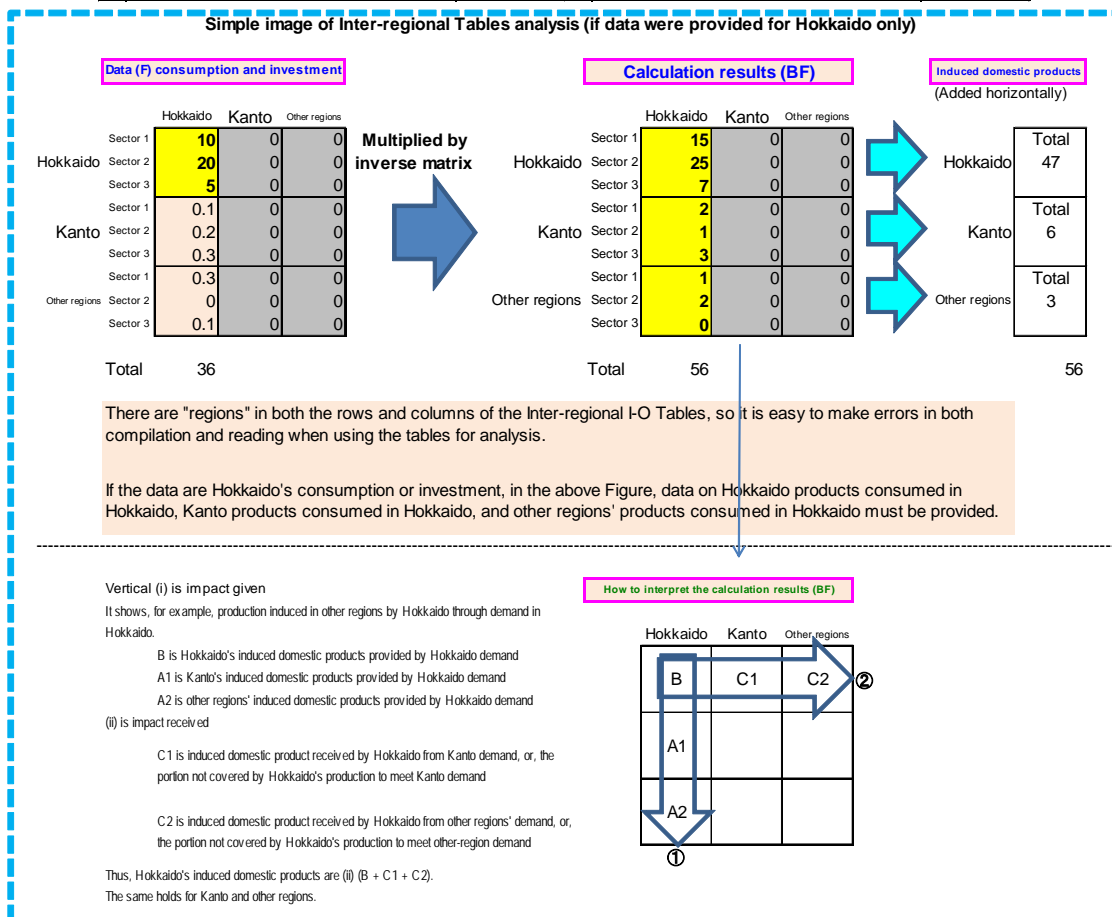 Simple image of Inter-regional Tables analysis (if data were provided for Hokkaido only)
Data (F) consumption and investment
Calculation results (BF)
Induced domestic products
(Added horizontally)
Hokkaido Kanto Other regions
Hokkaido Kanto Other regions
Sector 1 10 0 0
Multiplied by
Sector 1 15 0 0
Total
Hokkaido Sector 2 20 0 0
inverse matrix
Hokkaido Sector 2 25 0 0
Hokkaido 47
Sector 3 5 0 0
Sector 3 7 0 0
Sector 1 0.1 0 0
Sector 1 2 0 0
Total
Kanto Sector 2 0.2 0 0
Kanto Sector 2 1 0 0
Kanto 6
Sector 3 0.3 0 0
Sector 3 3 0 0
Sector 1 0.3 0 0
Sector 1 1 0 0
Total
Other regions Sector 2 0 0 0
Other regions Sector 2 2 0 0
Other regions 3
Sector 3 0.1 0 0
Sector 3 0 0 0
Total 36
Total 56
56
There are "regions" in both the rows and columns of the Inter-regional I-O Tables, so it is easy to make errors in both
compilation and reading when using the tables for analysis.
If the data are Hokkaido's consumption or investment, in the above Figure, data on Hokkaido products consumed in
Hokkaido, Kanto products consumed in Hokkaido, and other regions' products consumed in Hokkaido must be provided.
Vertical (i) is impact given
It shows, for example, production induced in other regions by Hokkaido through demand in
Hokkaido.
B is Hokkaido's induced domestic products provided by Hokkaido demand
A1 is Kanto's induced domestic products provided by Hokkaido demand
A2 is other regions' induced domestic products provided by Hokkaido demand
(ii) is impact received
C1 is induced domestic product received by Hokkaido from Kanto demand, or, the
portion not covered by Hokkaido's production to meet Kanto demand
C2 is induced domestic product received by Hokkaido from other regions' demand, or,
the portion not covered by Hokkaido's production to meet other-region demand
Thus, Hokkaido's induced domestic products are (ii) (B + C1 + C2).
The same holds for Kanto and other regions.
How to interpret the calculation results (BF)
Hokkaido Kanto Other regions
B C1 C2 ②
A1
A2
①